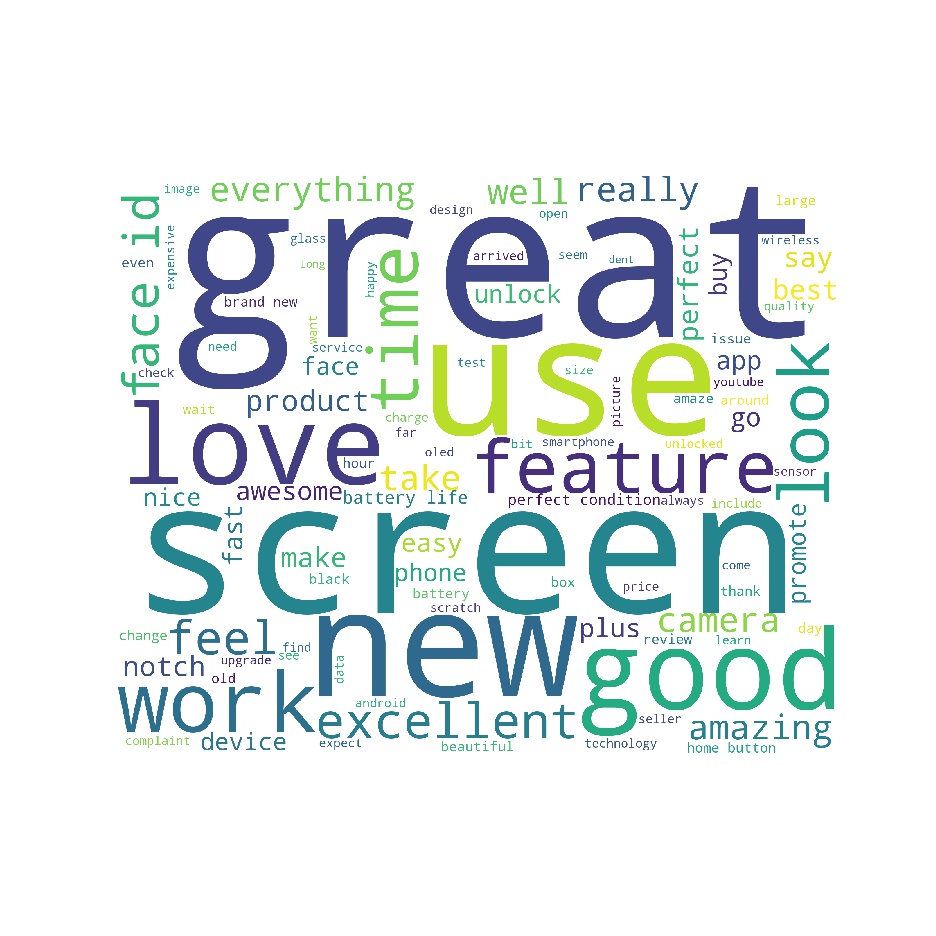 image
everything
well
really
large
face id
design
open
great
glass
wireless
even
expensive
long
time
happy
arrived
seem
dent
perfect
buy
say
best
brand new
unlock
quality
want
need
service
issue
check
face
use
test
size
app
look
youtube
product
picture
amaze
around
wait
love
charge
go
far
bit
smartphone
unlocked
hour
oled
feature
take
sensor
nice
awesome
battery life
perfect condition
always
include
screen
fast
make
easy
promote
black
phone
come
battery
box
price
thank
scratch
new
change
feel
find
see
plus
camera
review
learn
day
notch
upgrade
old
data
good
work
android
excellent
seller
amazing
complaint
device
expect
beautiful
technology
home button